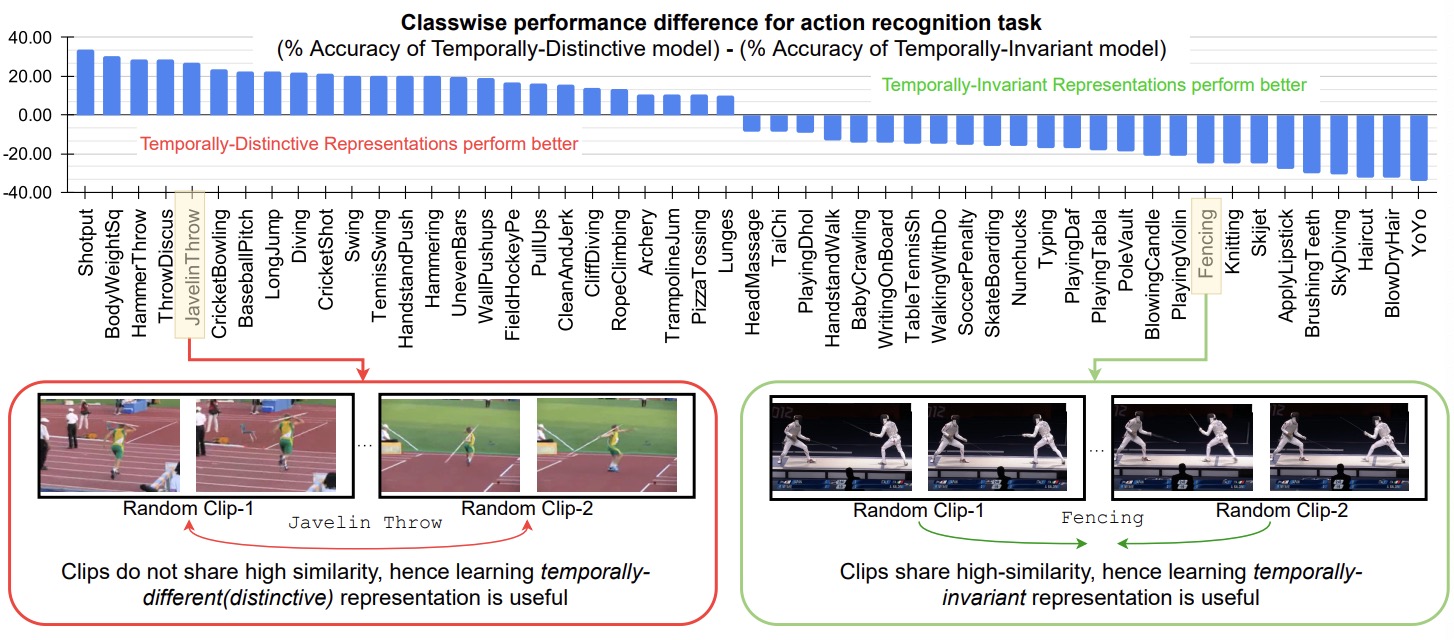 Classwise performance difference for action recognition task
(% Accuracy of Temporally-Distinctive model) - (% Accuracy of Temporally-Invariant model)
40.00
20.00
0.00
-20.00
-40.00
Temporally-Invariant Representations perform better
Temporally-Distinctive Representations perform better
Shotput
BodyWeightSq
HammerThrow
ThrowDiscus
JavelinThrow
CricketBowling
BaseballPitch
LongJump
Diving
CricketShot
Swing
TennisSwing
HandstandPush
Hammering
UnevenBars
WallPushups
FieldHockeyPe
PullUps
CleanAndJerk
CliffDiving
RopeClimbing
Archery
TrampolineJum
PizzaTossing
Lunges
HeadMassage
TaiChi
PlayingDhol
HandstandWalk
BabyCrawling
WritingOnBoard
TableTennisSh
WalkingWithDo
SoccerPenalty
SkateBoarding
Nunchucks
Typing
PlayingDaf
PlayingTabla
PoleVault
BlowingCandle
PlayingViolin
Fencing
Knitting
Skijet
ApplyLipstick
BrushingTeeth
SkyDiving
Haircut
BlowDryHair
YoYo
...
Random Clip-1
Random Clip-2
Javelin Throw
Clips do not share high similarity, hence learning temporally-
different(distinctive) representation is useful
012
012
12
12
...
Random Clip-1
Random Clip-2
Fencing
Clips share high-similarity, hence learning temporally-
invariant representation is useful